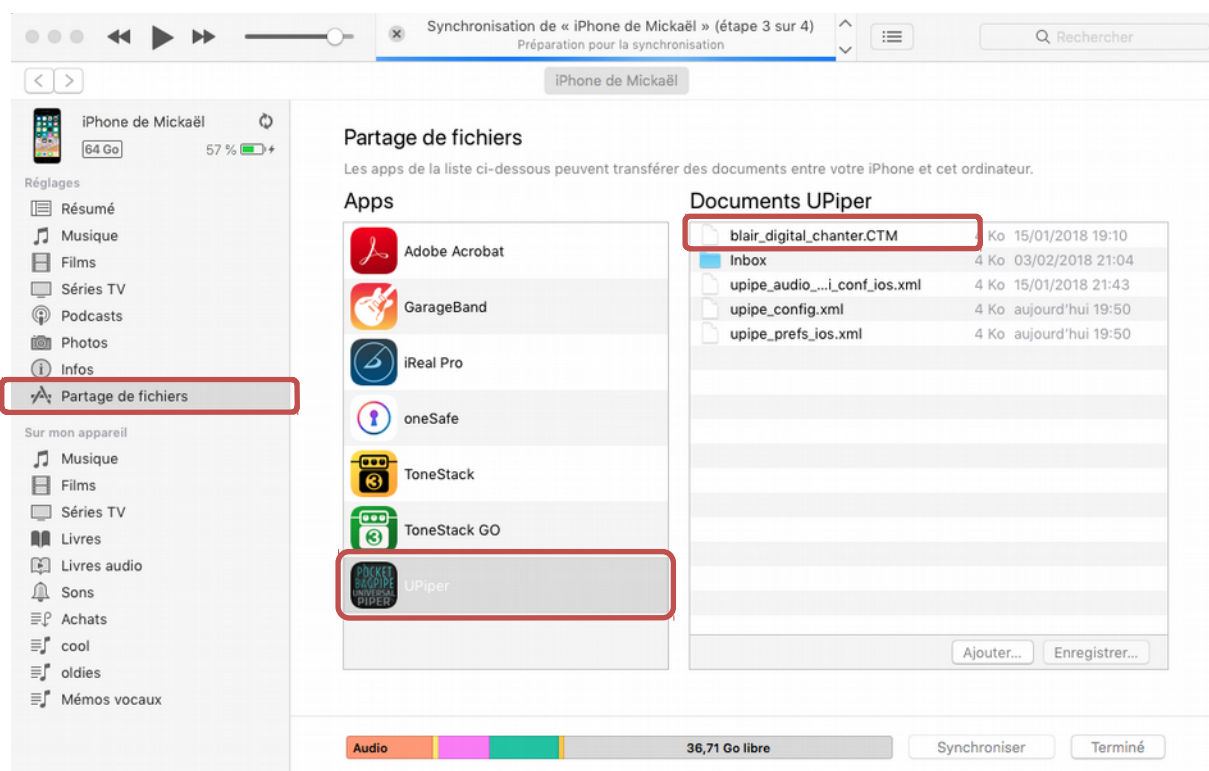 Synchronisation de « iPhone de Mickaël » (étape 3 sur 4)
Préparation pour la synchronisation
Rechercher
iPhone de Mickaël
iPhone de Mickaël
64 Go
57 %
Réglages
Résumé
Musique
Films
Séries TV
Podcasts
Photos
Infos
Partage de fichiers
Sur mon appareil
Musique
Films
Séries TV
Livres
Livres audio
Sons
Achats
cool
oldies
Mémos vocaux
Partage de fichiers
Les apps de la liste ci-dessous peuvent transférer des documents entre votre iPhone et cet ordinateur.
Apps
Adobe Acrobat
GarageBand
iReal Pro
oneSafe
3
ToneStack
3
ToneStack GO
POCKET
BAGPIPE
UNIVERSAL
PIPER
UPiper
Documents UPiper
blair_digital_chanter.CTM 4 Ko 15/01/2018 19:10
Inbox 4 Ko 03/02/2018 21:04
upipe_audio_...i_conf_ios.xml 4 Ko 15/01/2018 21:43
upipe_config.xml 4 Ko aujourd'hui 19:50
upipe_prefs_ios.xml 4 Ko aujourd'hui 19:50
Ajouter... Enregistrer...
Audio 36,71 Go libre Synchroniser Terminé